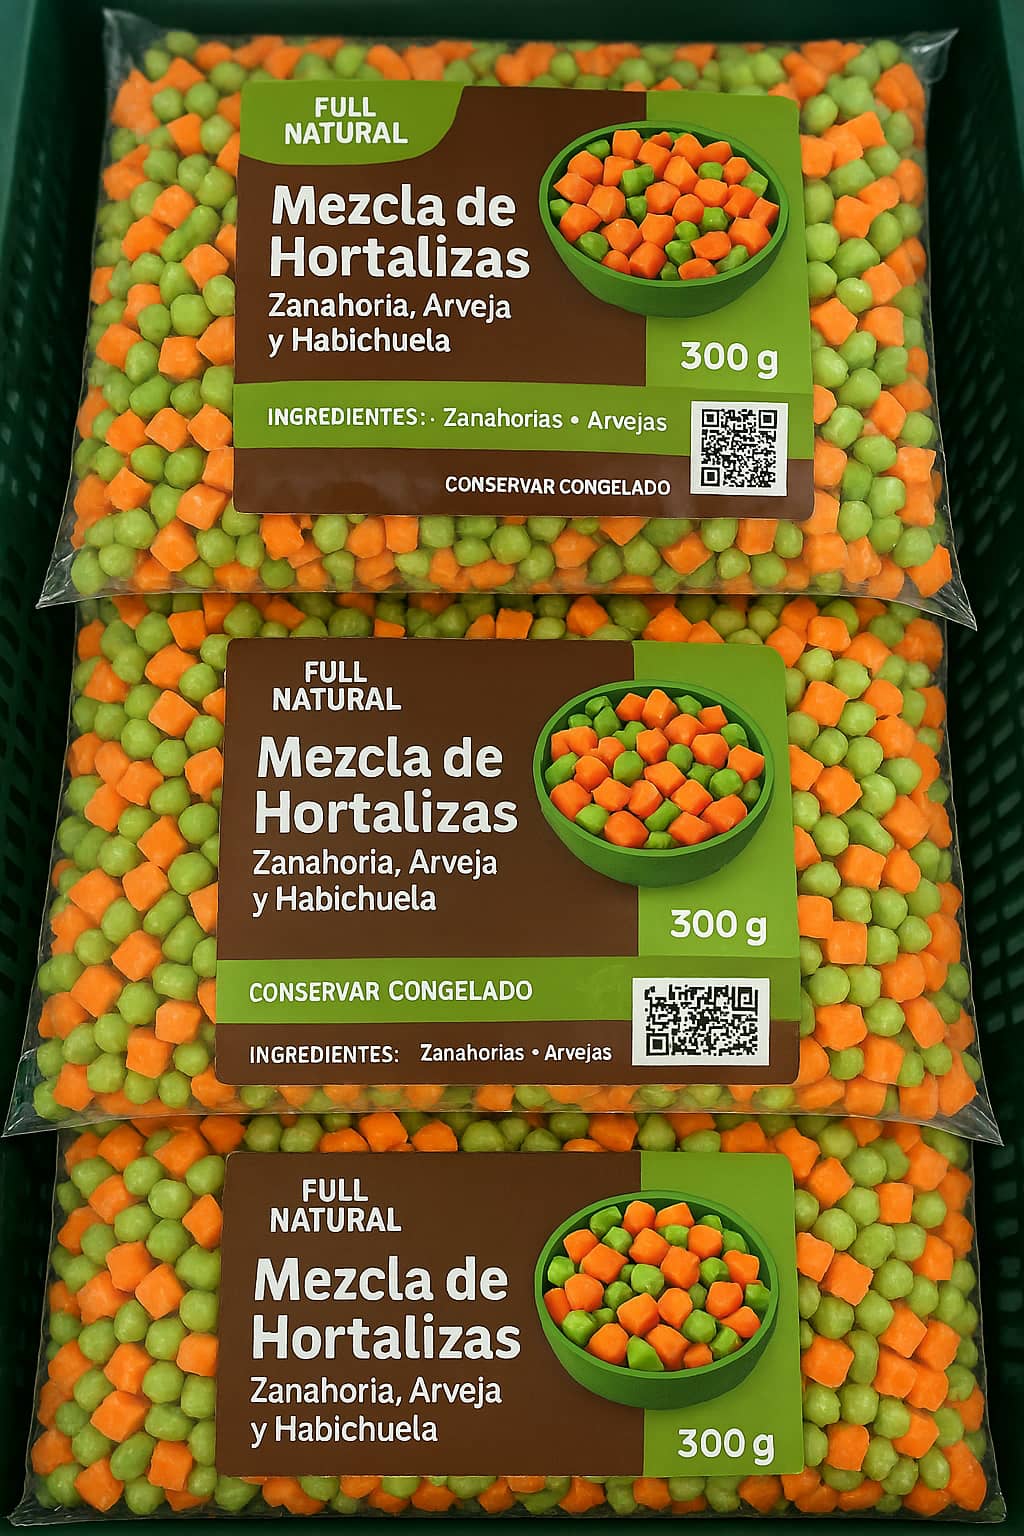 FULL
NATURAL
Mezcla de
Hortalizas
Zanahoria, Arveja
y Habichuela
300 g
INGREDIENTES:· Zanahorias • Arvejas
CONSERVAR CONGELADO
FULL
NATURAL
Mezcla de
Hortalizas
Zanahoria, Arveja
y Habichuela
300 g
CONSERVAR CONGELADO
INGREDIENTES: Zanahorias • Arvejas
FULL
NATURAL
Mezcla de
Hortalizas
Zanahoria, Arveja
y Habichuela
300 g